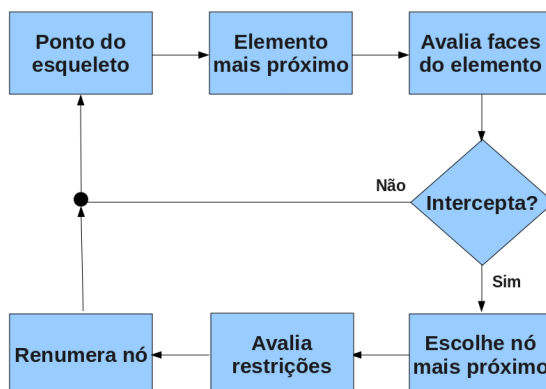 Ponto do
esqueleto
Elemento
mais próximo
Avalia faces
do elemento
Não
Intercepta?
Sim
Renumera nó
Avalia
restrições
Escolhe nó
mais próximo